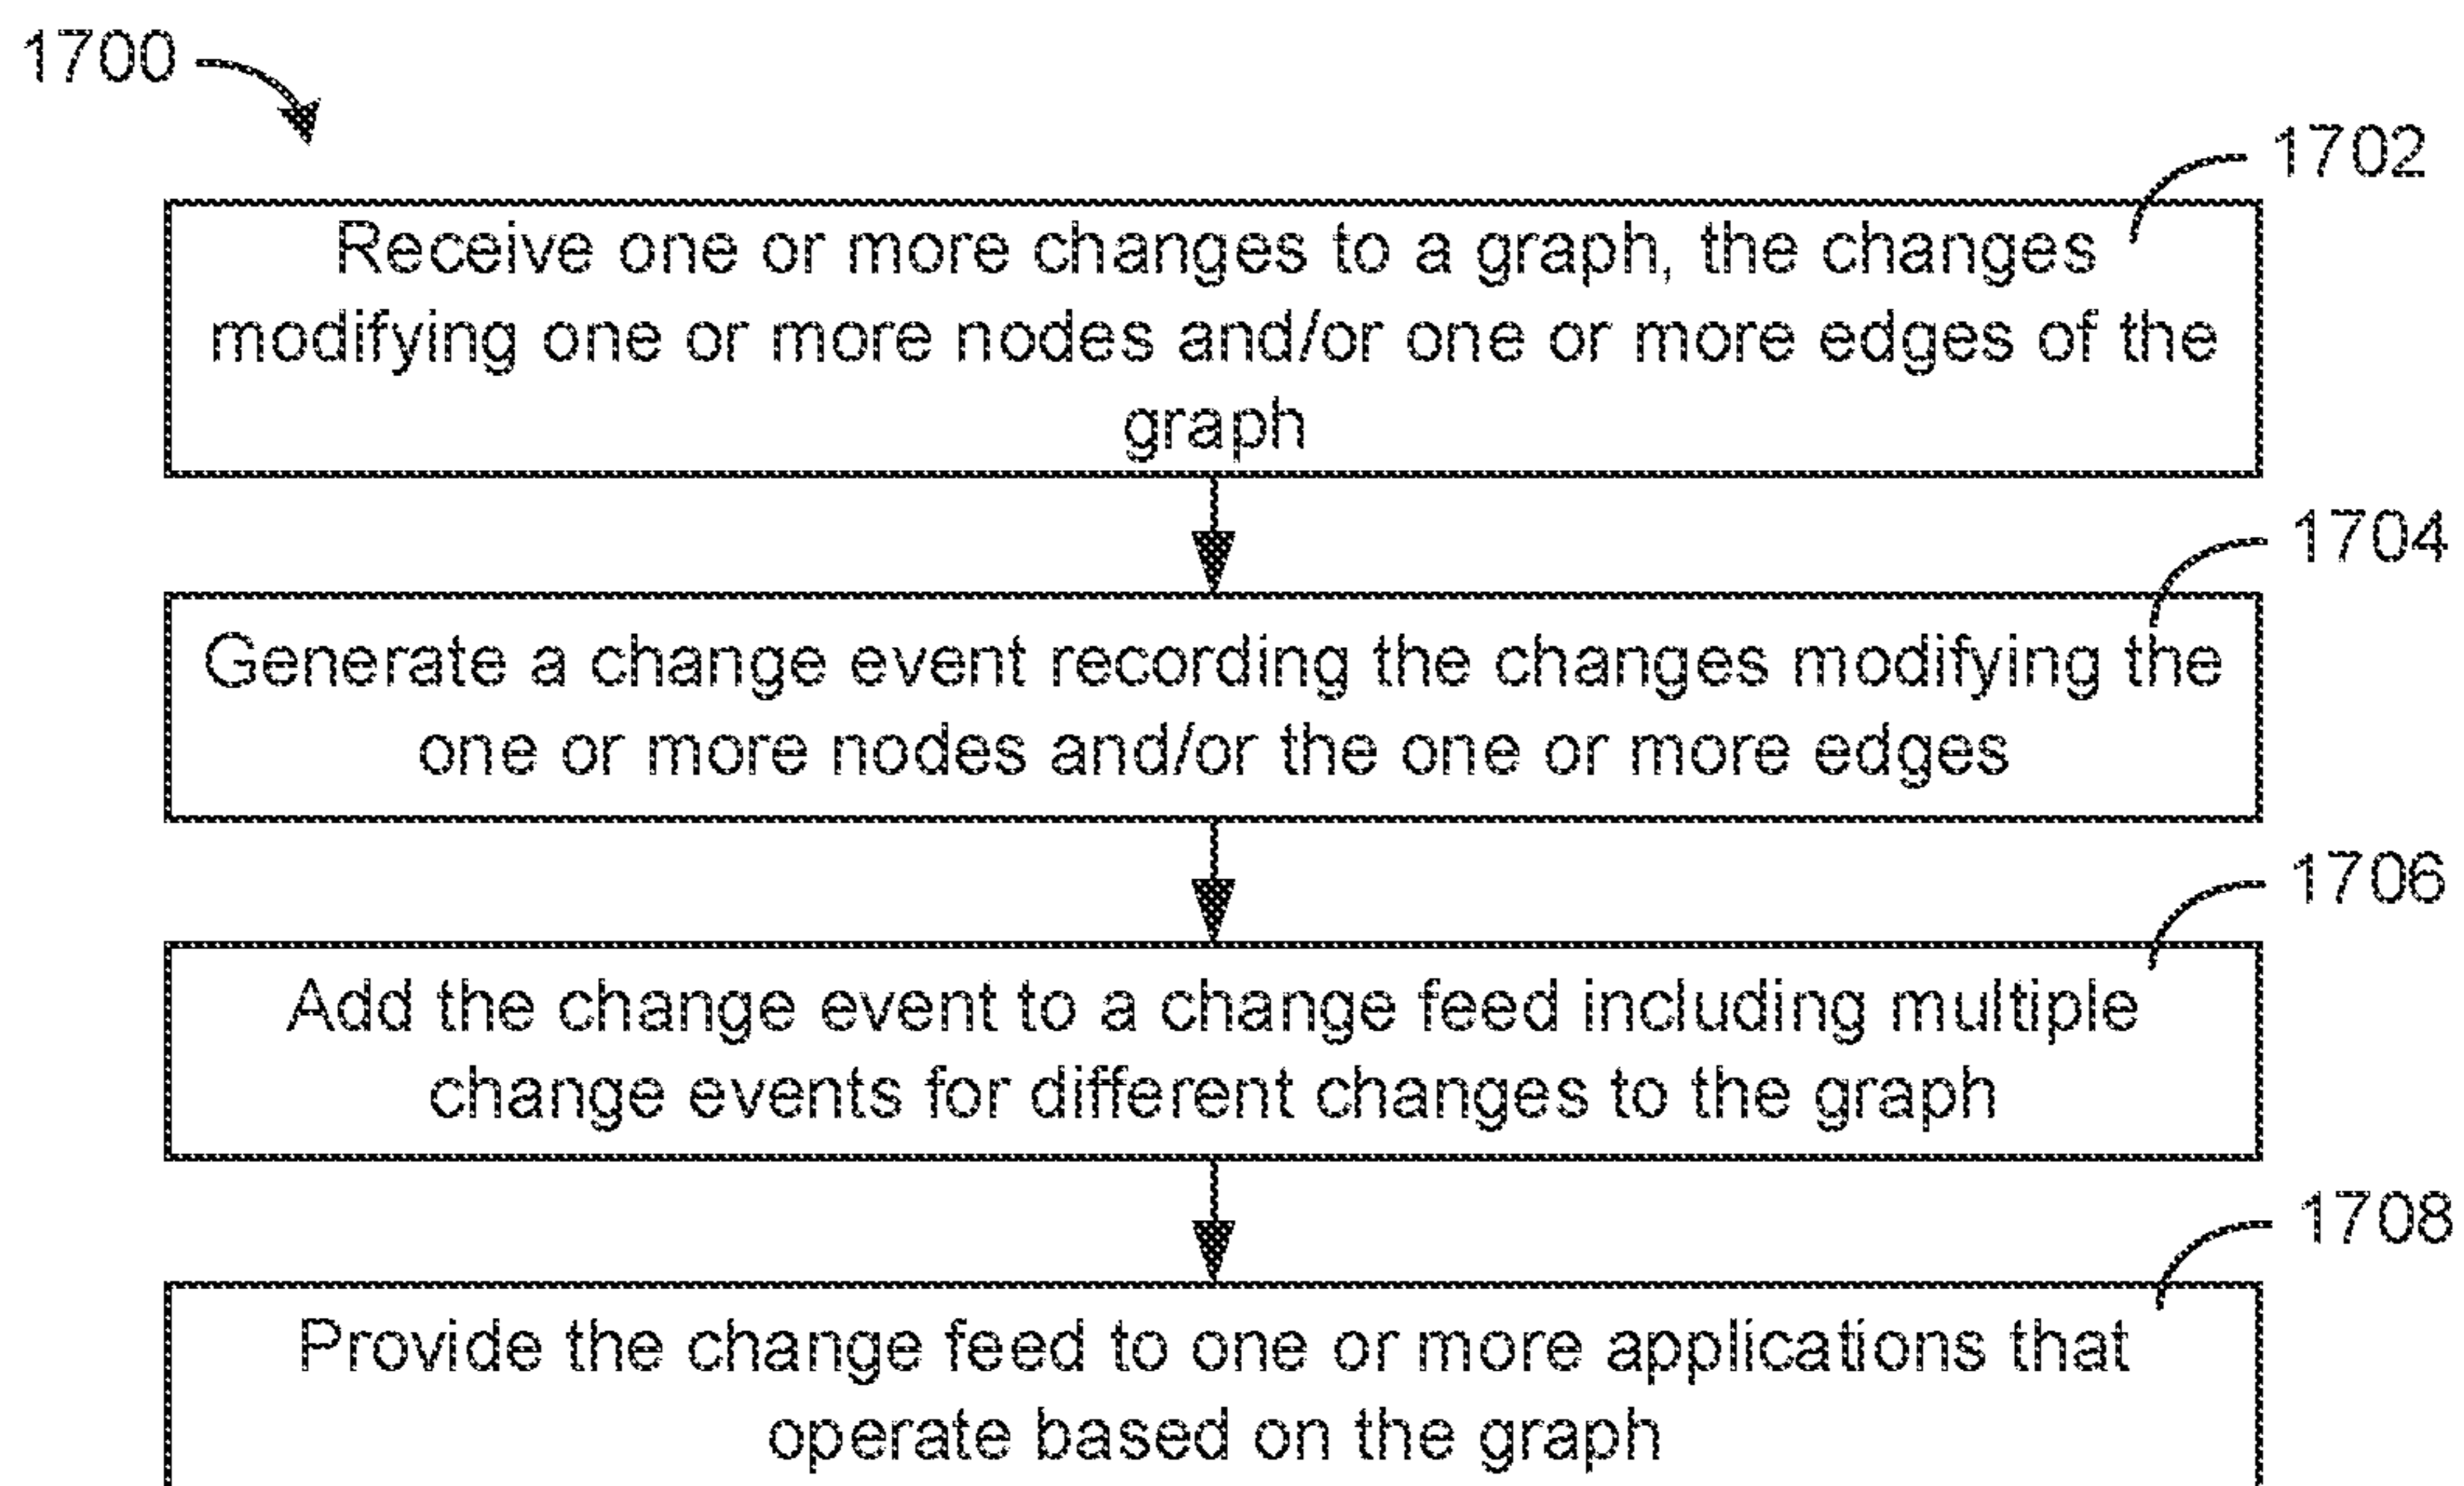 1700
1702
Receive one or more changes to a graph, the changes
modifying one or more nodes and/or one or more edges of the
graph
1704
Generate a change event recording the changes modifying the
one or more nodes and/or the one or more edges
1706
Add the change event to a change feed including multiple
change events for different changes to the graph
1708
Provide the change feed to one or more applications that
operate based on the graph